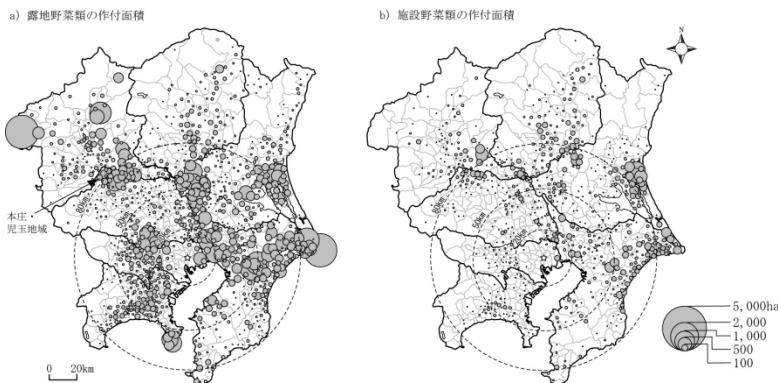 a) 露地野菜類の作付面積
b) 施設野菜類の作付面積
N
本庄
児玉地域
0 20km
5,000ha
2,000
1,000
500
100